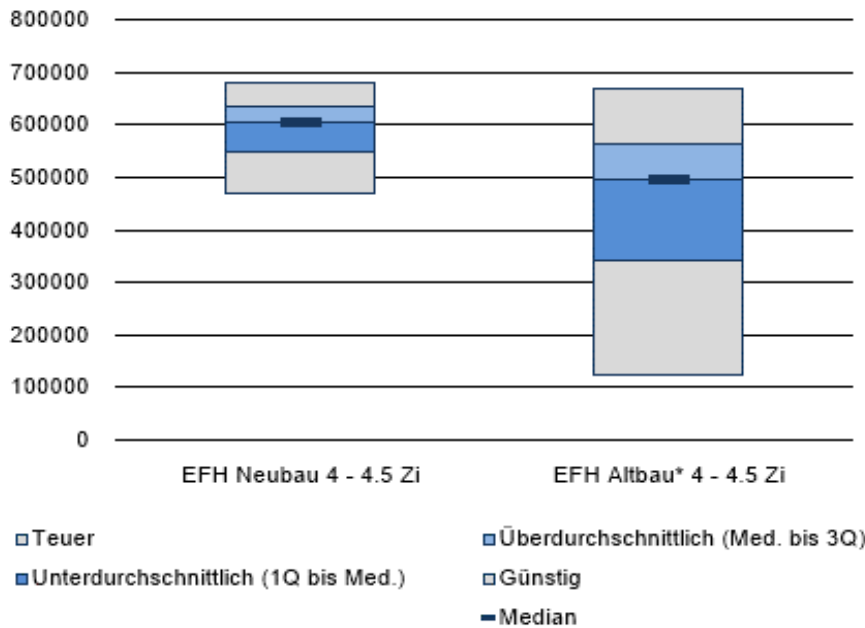 800000
700000
600000
500000
400000
300000
200000
100000
0
EFH Neubau 4 - 4.5 Zi
EFH Altbau* 4 - 4.5 Zi
Teuer
Überdurchschnittlich (Med. bis 3Q)
Unterdurchschnittlich (1Q bis Med.)
Günstig
Median